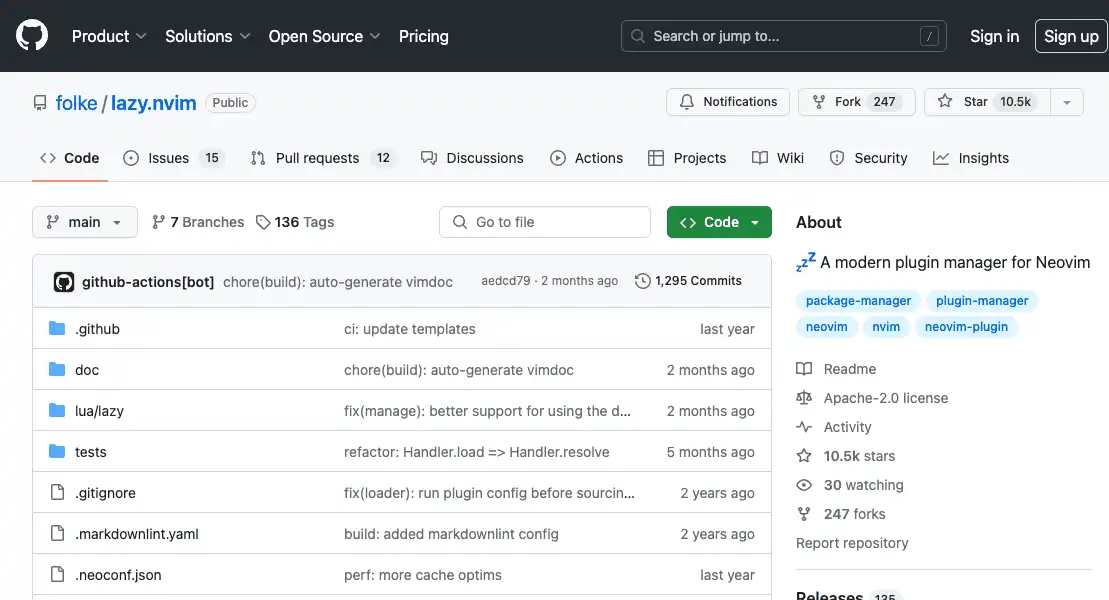 Product Solutions Open Source Pricing Search or jump to... / Sign in Sign up
folke / lazy.nvim Public Notifications Fork 247 Star 10.5k
Code Issues 15 Pull requests 12 Discussions Actions Projects Wiki Security Insights
main 7 Branches 136 Tags Go to file Code
github-actions[bot] chore(build): auto-generate vimdoc aedcd79 · 2 months ago 1,295 Commits
.github ci: update templates last year
doc chore(build): auto-generate vimdoc 2 months ago
lua/lazy fix(manage): better support for using the d... 2 months ago
tests refactor: Handler.load => Handler.resolve 5 months ago
.gitignore fix(loader): run plugin config before sourcin... 2 years ago
.markdownlint.yaml build: added markdownlint config 2 years ago
.neoconf.json perf: more cache optims last year
About
💤 A modern plugin manager for Neovim
package-manager plugin-manager
neovim nvim neovim-plugin
Readme
Apache-2.0 license
Activity
10.5k stars
30 watching
247 forks
Report repository
Releases 135